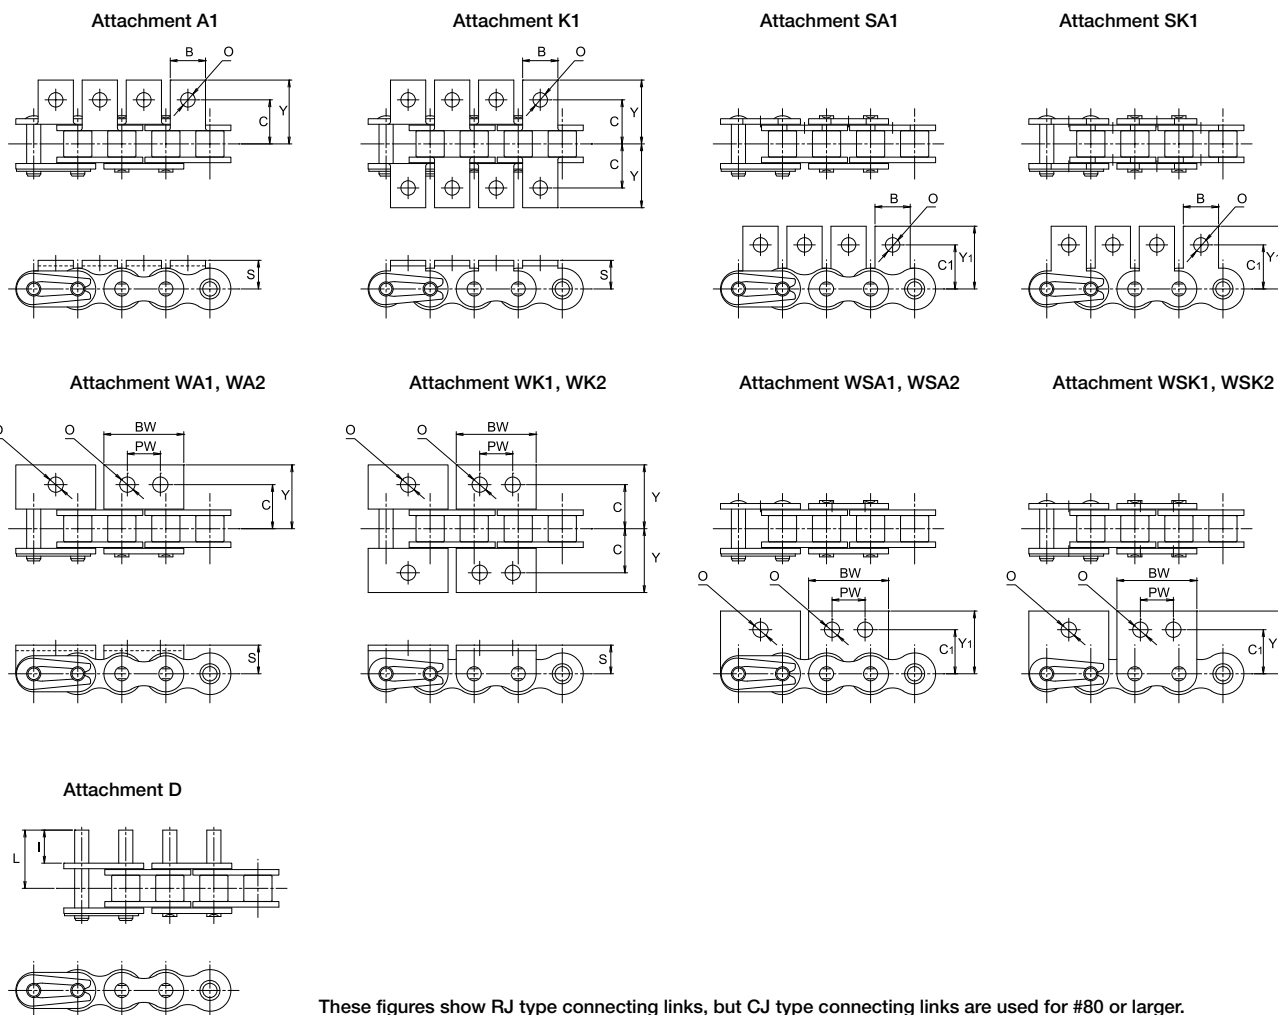 Attachment A1
Attachment K1
Attachment SA1
Attachment SK1
B O
C Y
S
B O
C Y
C Y
S
B O
C1 Y1
B O
C1 Y1
Attachment WA1, WA2
Attachment WK1, WK2
Attachment WSA1, WSA2
Attachment WSK1, WSK2
O BW
PW
C Y
S
O O BW
PW
C Y
C Y
S
O O BW
PW
C1 Y1
O O BW
PW
C1 Y
Attachment D
L I
These figures show RJ type connecting links, but CJ type connecting links are used for #80 or larger.